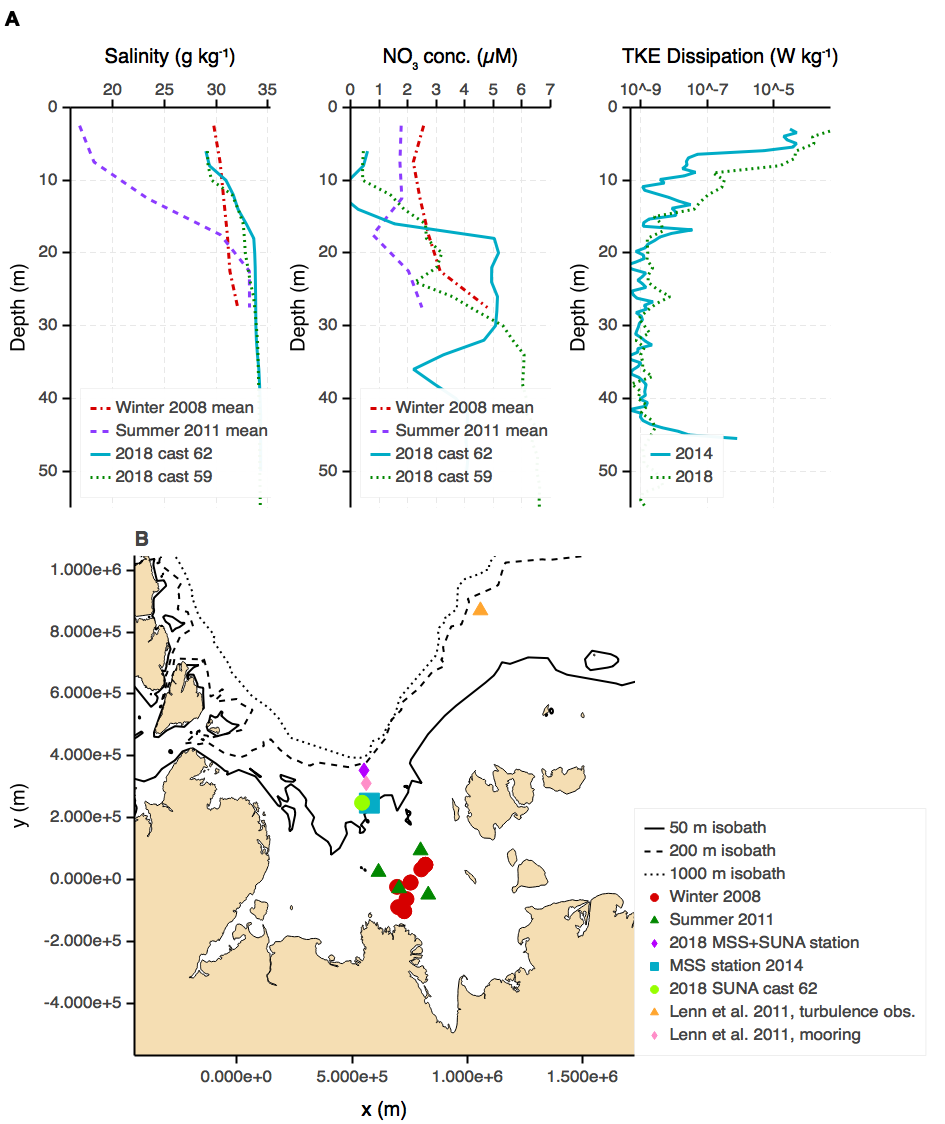 A
Salinity (g kg-1)
NO3 conc. (µM)
TKE Dissipation (W kg-1)
20 25 30 35
0 1 2 3 4 5 6 7
10^-9 10^-7 10^-5
0
10
20
30
40
50
Depth (m)
0
10
20
30
40
50
Depth (m)
0
10
20
30
40
50
Depth (m)
Winter 2008 mean
Summer 2011 mean
2018 cast 62
2018 cast 59
Winter 2008 mean
Summer 2011 mean
2018 cast 62
2018 cast 59
2014
2018
B
1.000e+6
8.000e+5
6.000e+5
4.000e+5
2.000e+5
0.000e+0
-2.000e+5
-4.000e+5
y (m)
0.000e+0 5.000e+5 1.000e+6 1.500e+6
x (m)
50 m isobath
200 m isobath
1000 m isobath
Winter 2008
Summer 2011
2018 MSS+SUNA station
MSS station 2014
2018 SUNA cast 62
Lenn et al. 2011, turbulence obs.
Lenn et al. 2011, mooring